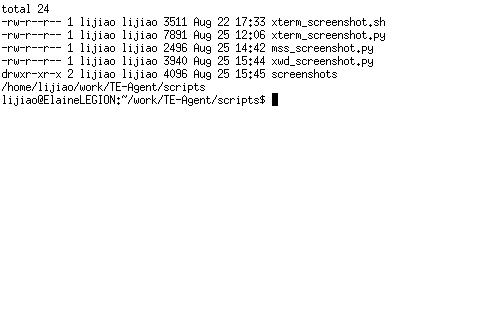 total 24
-rw-r--r-- 1 lijiao lijiao 3511 Aug 22 17:33 xterm_screenshot.sh
-rw-r--r-- 1 lijiao lijiao 7891 Aug 25 12:06 xterm_screenshot.py
-rw-r--r-- 1 lijiao lijiao 2496 Aug 25 14:42 mss_screenshot.py
-rw-r--r-- 1 lijiao lijiao 3940 Aug 25 15:44 xwd_screenshot.py
drwxr-xr-x 2 lijiao lijiao 4096 Aug 25 15:45 screenshots
/home/lijiao/work/TE-Agent/scripts
lijiao@ElaineLEGION:~/work/TE-Agent/scripts$